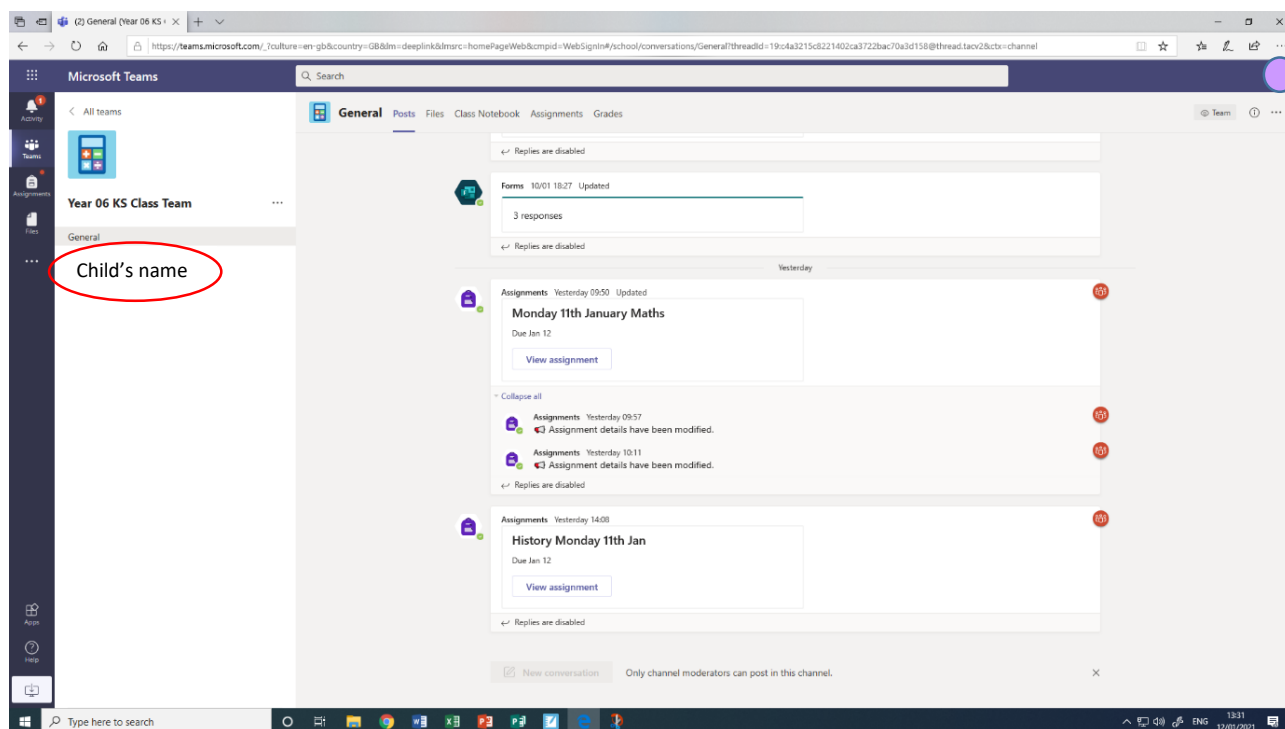 (2) General (Year 06 KS
https://teams.microsoft.com/_?culture=en-gb&country=GB&lm=deeplink&lmsrc=homePageWeb&cmpid=WebSignIn#/school/conversations/General?threadId=19:c4a3215c8221402ca3722bac70a3d158@thread.tacv2&ctx=channel
Microsoft Teams
Search
Activity
1
Teams
Assignments
Files
Apps
Help
All teams
Year 06 KS Class Team
General
Child's name
General Posts Files Class Notebook Assignments Grades
Team
Replies are disabled
Forms 10/01 18:27 Updated
3 responses
Replies are disabled
Yesterday
Assignments Yesterday 09:50 Updated
Monday 11th January Maths
Due Jan 12
View assignment
Collapse all
Assignments Yesterday 09:57
Assignment details have been modified.
Assignments Yesterday 10:11
Assignment details have been modified.
Replies are disabled
Assignments Yesterday 14:08
History Monday 11th Jan
Due Jan 12
View assignment
Replies are disabled
New conversation Only channel moderators can post in this channel.
Type here to search
ENG
13:31
12/01/2021